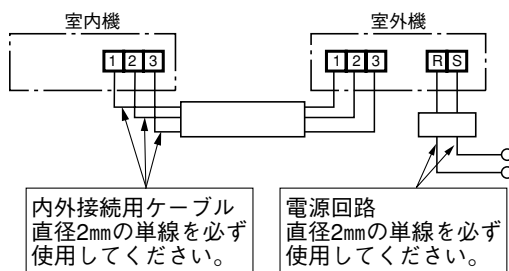 室内機
室外機
1 2 3
1 2 3
R S
内外接続用ケーブル
直径2㎜の単線を必ず
使用してください。
電源回路
直径2㎜の単線を必ず
使用してください。